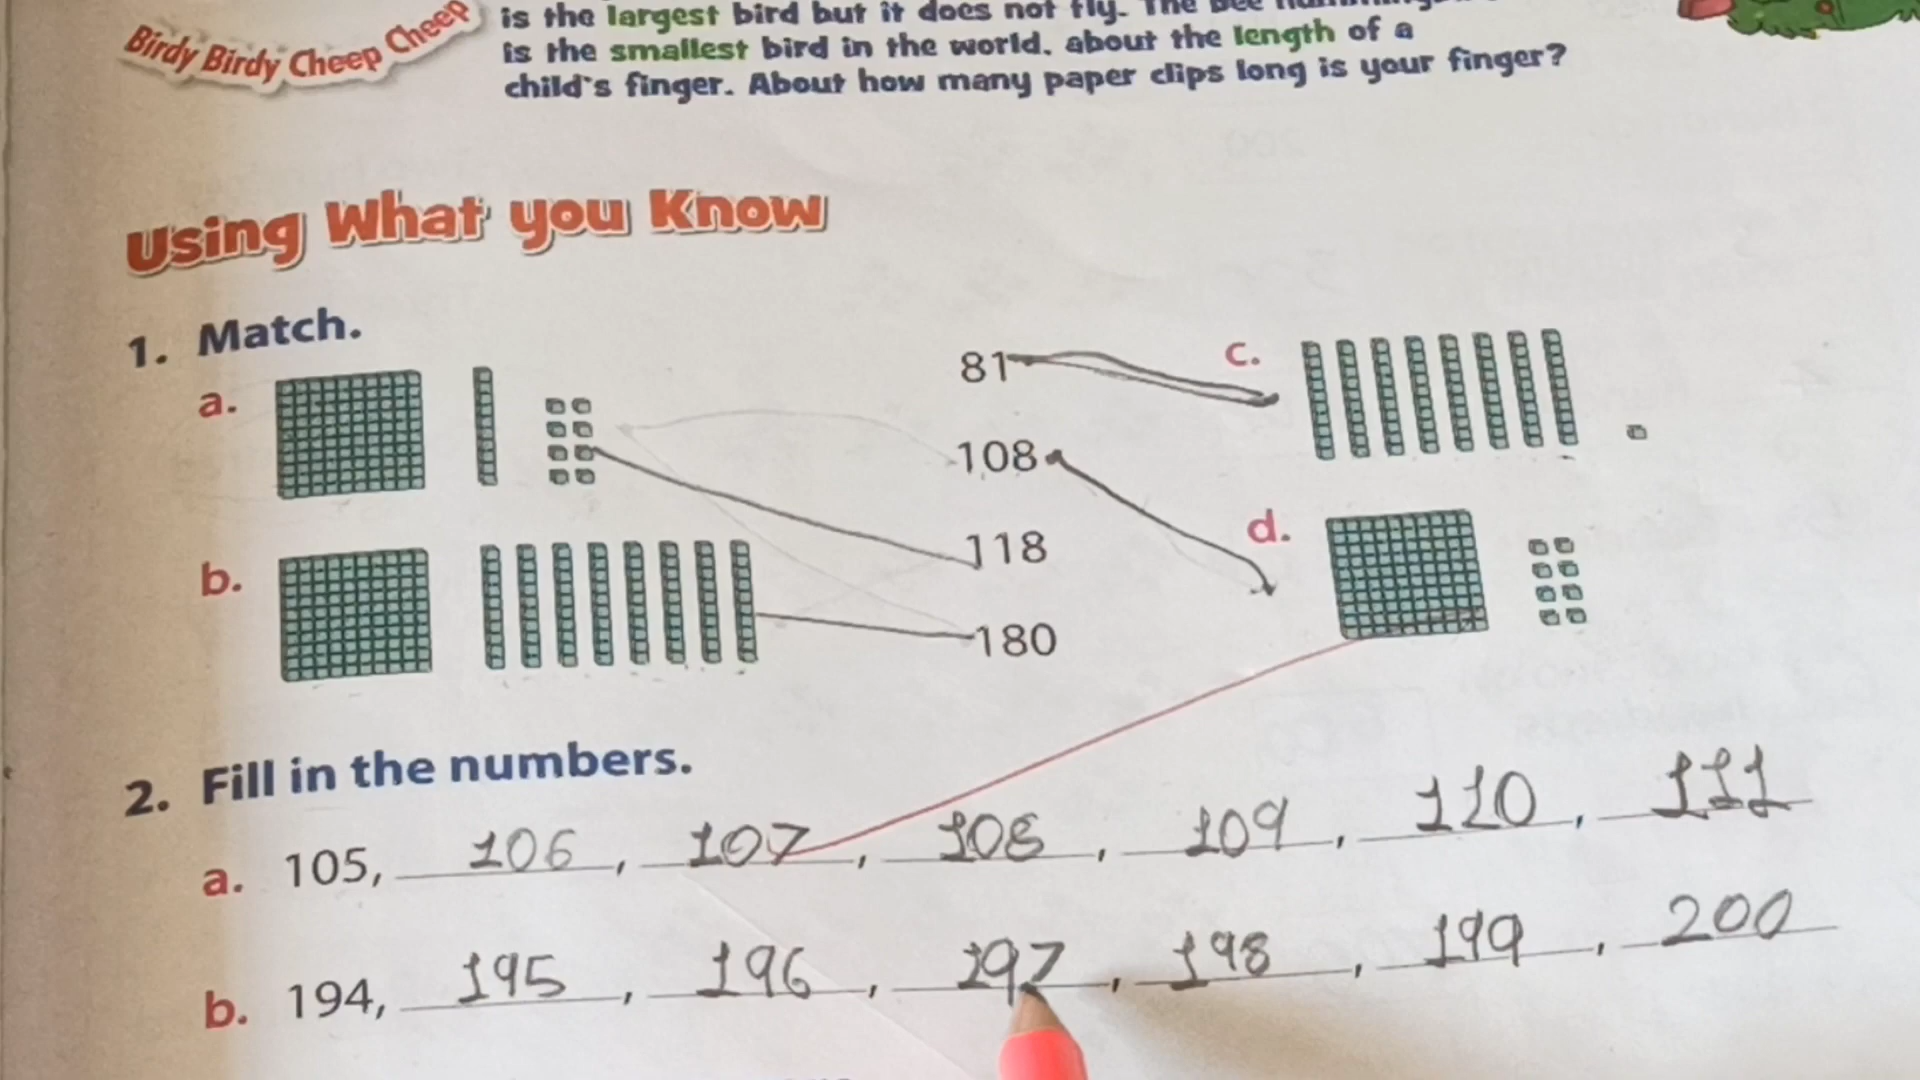 Birdy Birdy Cheep Cheep
is the largest bird but it does not fly. The Bee
is the smallest bird in the world, about the length of a
child's finger. About how many paper clips long is your finger?
Using What you Know
1. Match.
a.
81
c.
108
118
d.
b.
180
2. Fill in the numbers.
a. 105, 106, 107, 108, 109, 110, 111
b. 194, 195, 196, 197, 198, 199, 200